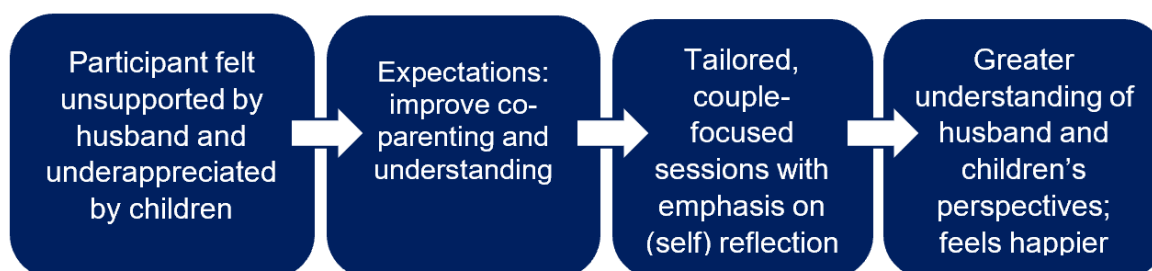 Participant felt
unsupported by
husband and
underappreciated
by children
Expectations:
improve co-
parenting and
understanding
Tailored,
couple-
focused
sessions with
emphasis on
(self) reflection
Greater
understanding of
husband and
children’s
perspectives;
feels happier